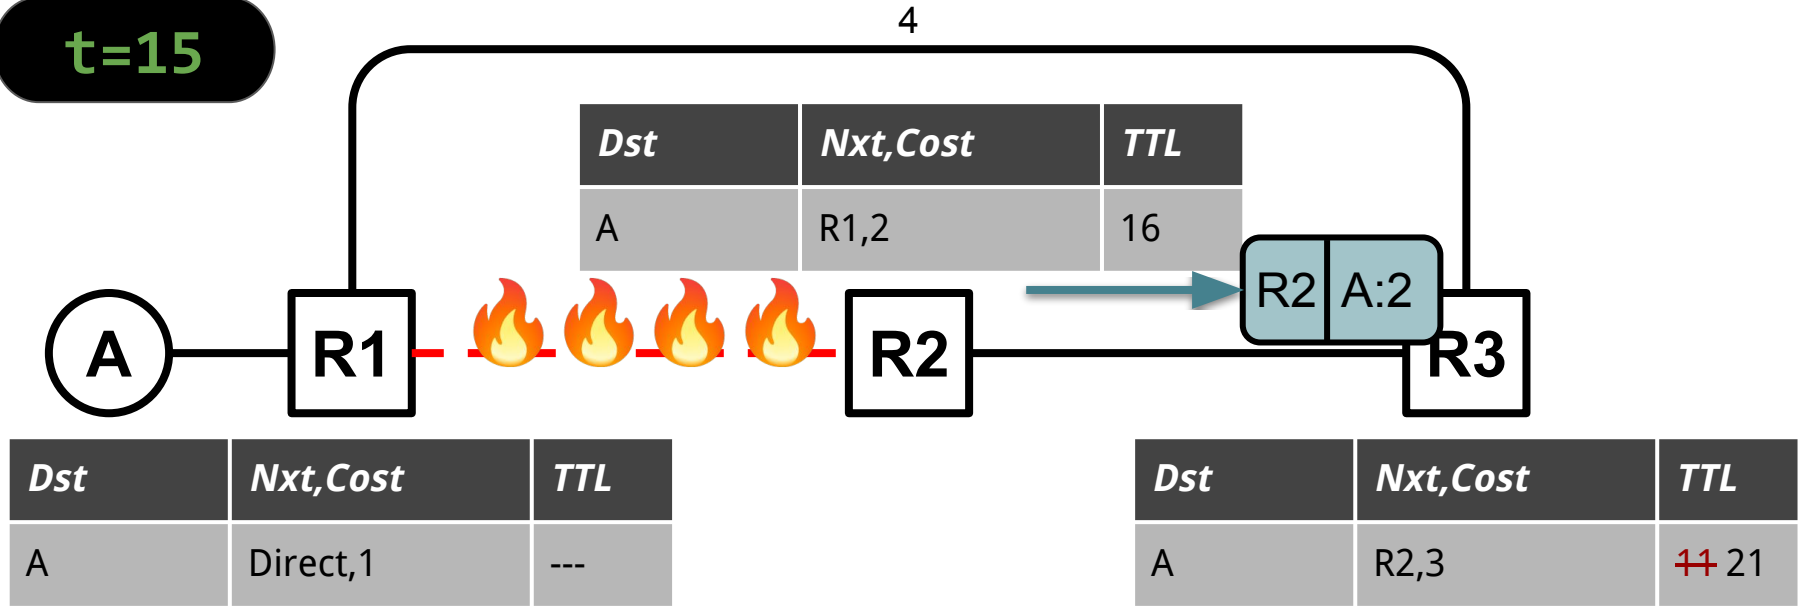 4
t=15
Dst Nxt,Cost TTL
A R1,2 16
R2 A:2
A R1 R2 R3
Dst Nxt,Cost TTL
A Direct,1 ---
Dst Nxt,Cost TTL
A R2,3 11 21